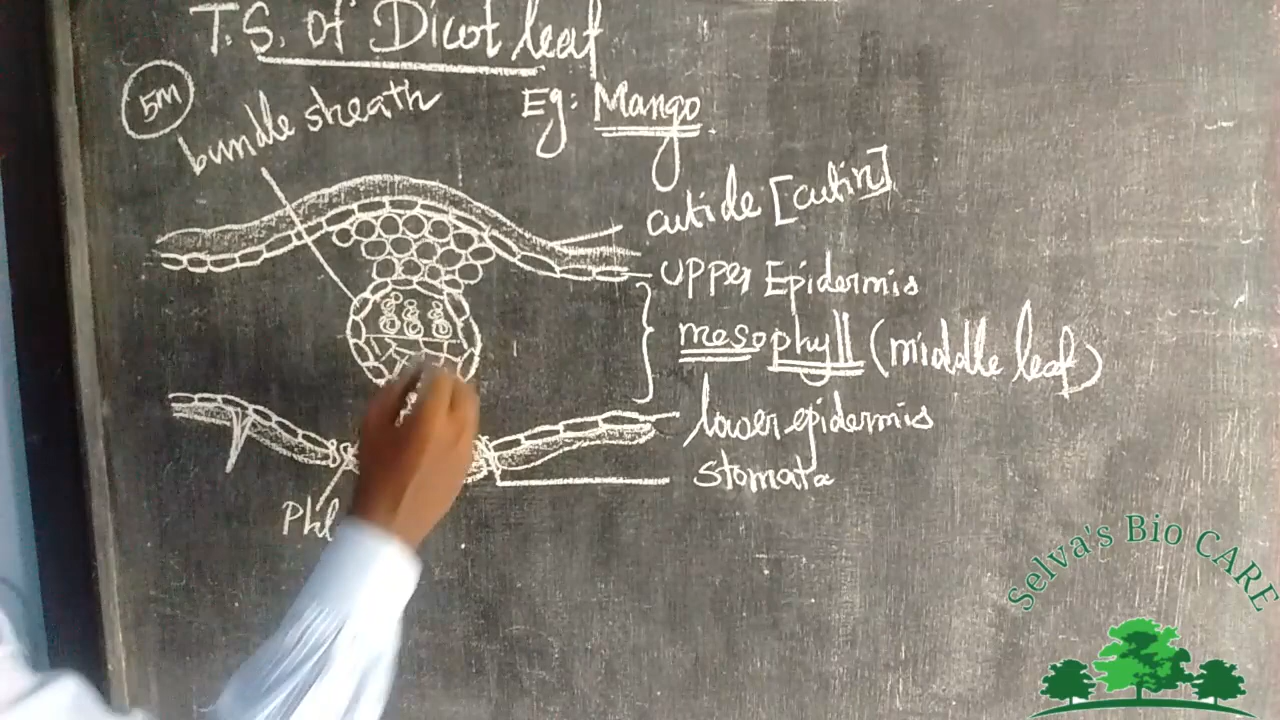 T.S. of Dicot leaf
5m
bundle sheath
Eg: Mango
cuticle [cutin]
upper Epidermis
mesophyll (middle leaf)
lower epidermis
stomata
Phl
Selva's Bio CARE